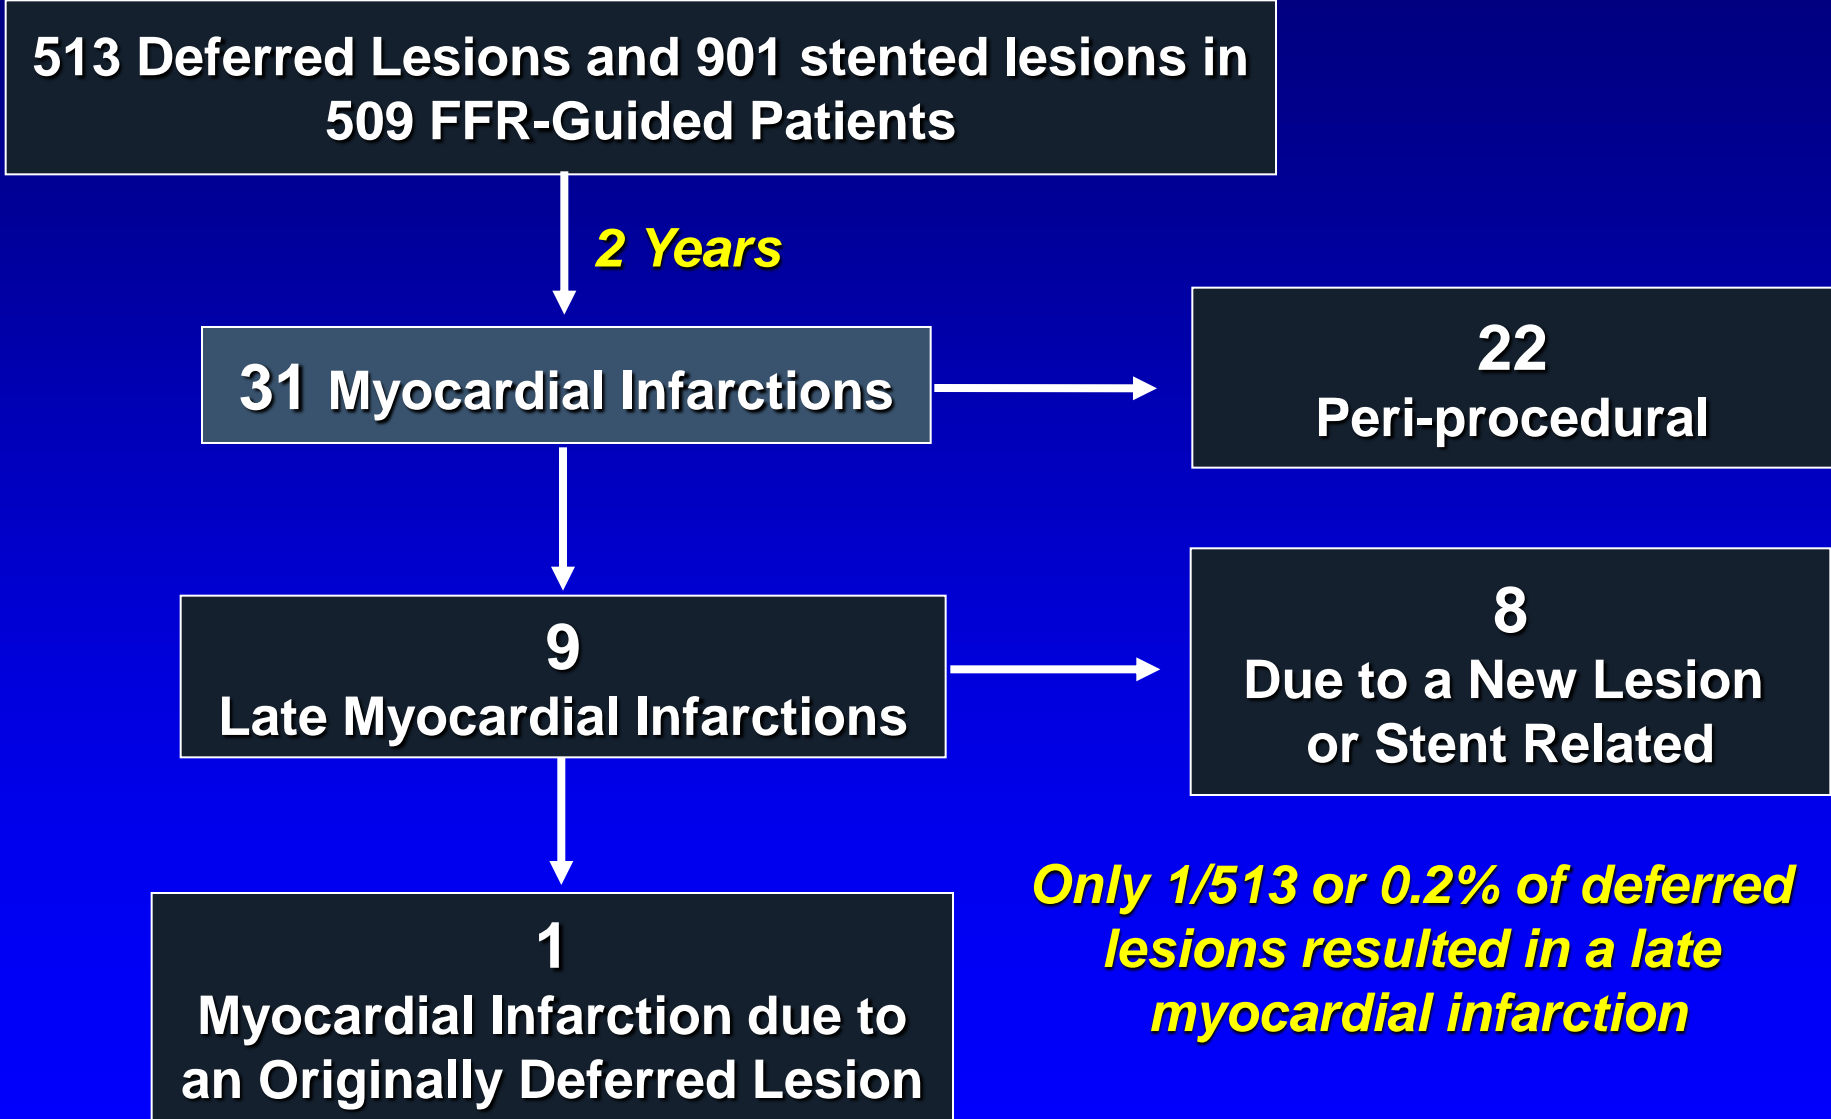 513 Deferred Lesions and 901 stented lesions in
509 FFR-Guided Patients
2 Years
31 Myocardial Infarctions
22
Peri-procedural
9
Late Myocardial Infarctions
8
Due to a New Lesion
or Stent Related
1
Myocardial Infarction due to
an Originally Deferred Lesion
Only 1/513 or 0.2% of deferred
lesions resulted in a late
myocardial infarction